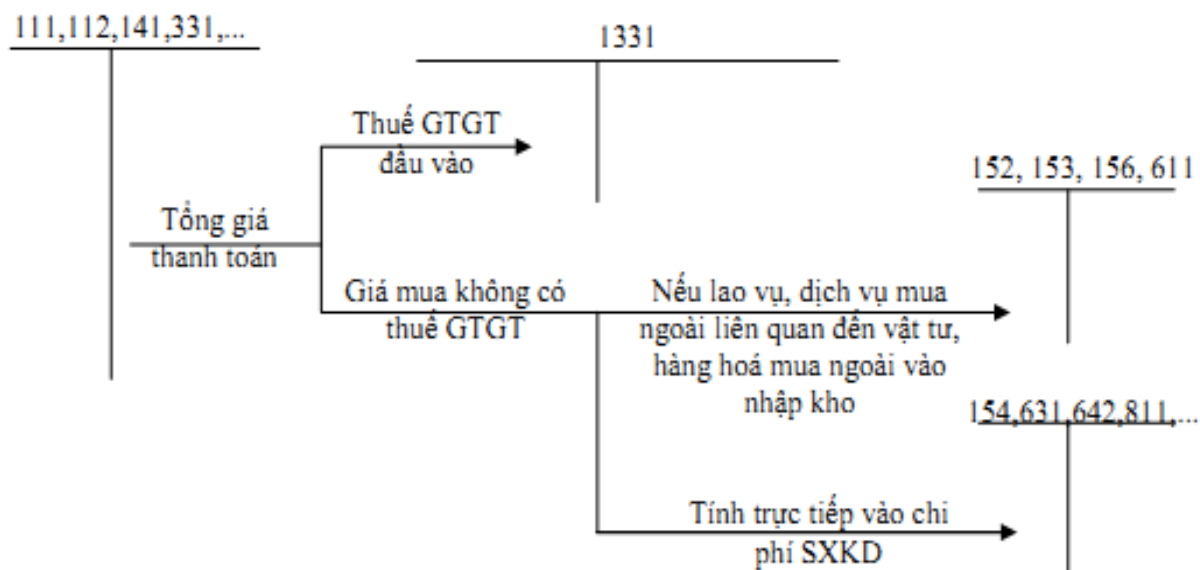 111,112,141,331,...
1331
Thuế GTGT
đầu vào
152, 153, 156, 611
Tổng giá
thanh toán
Giá mua không có
thuế GTGT
Nếu lao vụ, dịch vụ mua
ngoài liên quan đến vật tư,
hàng hoá mua ngoài vào
nhập kho
154,631,642,811,...
Tính trực tiếp vào chi
phí SXKD